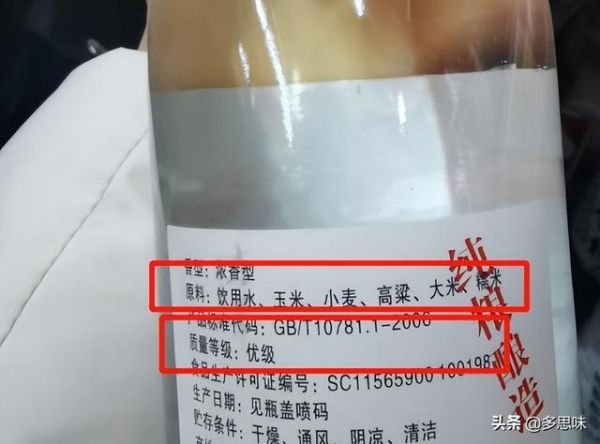 香型：浓香型
原料：饮用水、玉米、小麦、高粱、大米、糯米
产品标准代码：GB/T10781.1-2006
质量等级：优级
食品生产许可证编号：SC11565900100198
生产日期：见瓶盖喷码
贮存条件：干燥、通风、阴凉、清洁
纯粮酿造
头条 @多思味